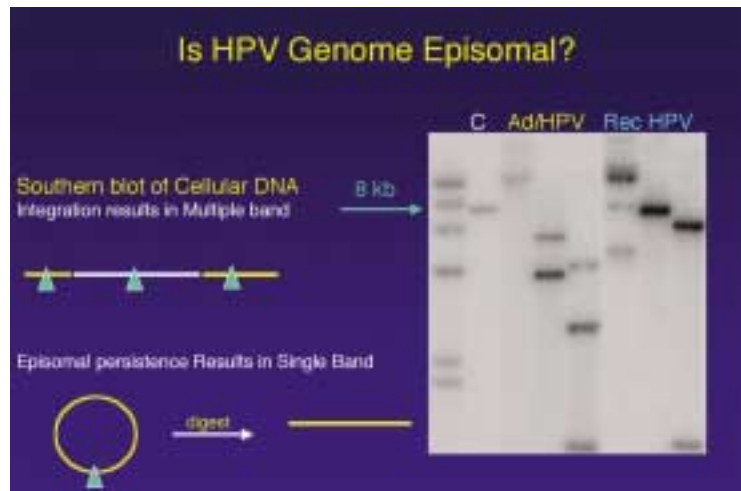 Is HPV Genome Episomal?
C Ad/HPV Rec HPV
Southern blot of Cellular DNA
8 kb
Integration results in Multiple band
Episomal persistence Results in Single Band
digest